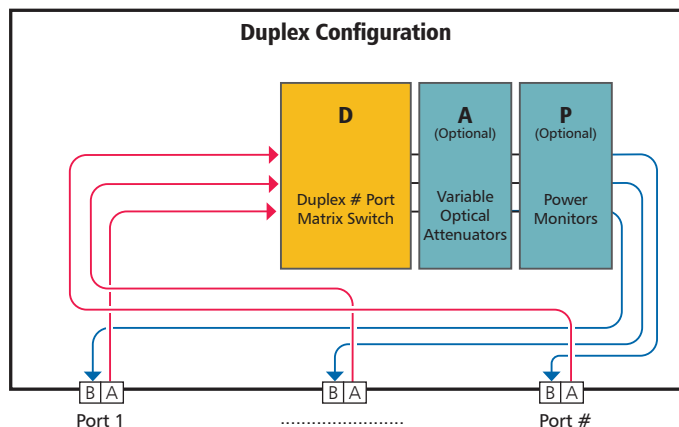 Duplex Configuration
D
Duplex # Port
Matrix Switch
A
(Optional)
Variable
Optical
Attenuators
P
(Optional)
Power
Monitors
B A
B A
B A
Port 1
.......................
Port #